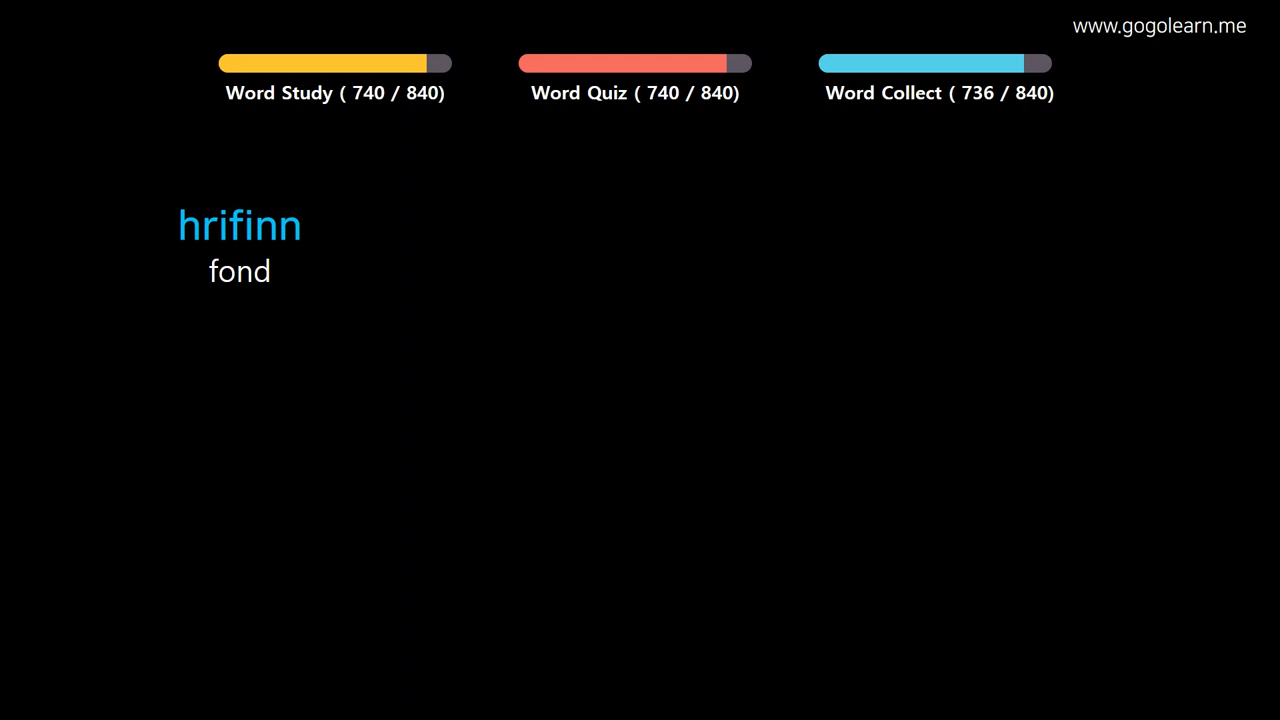 www.gogolearn.me
Word Study ( 740 / 840)
Word Quiz ( 740 / 840)
Word Collect ( 736 / 840)
hrifinn
fond